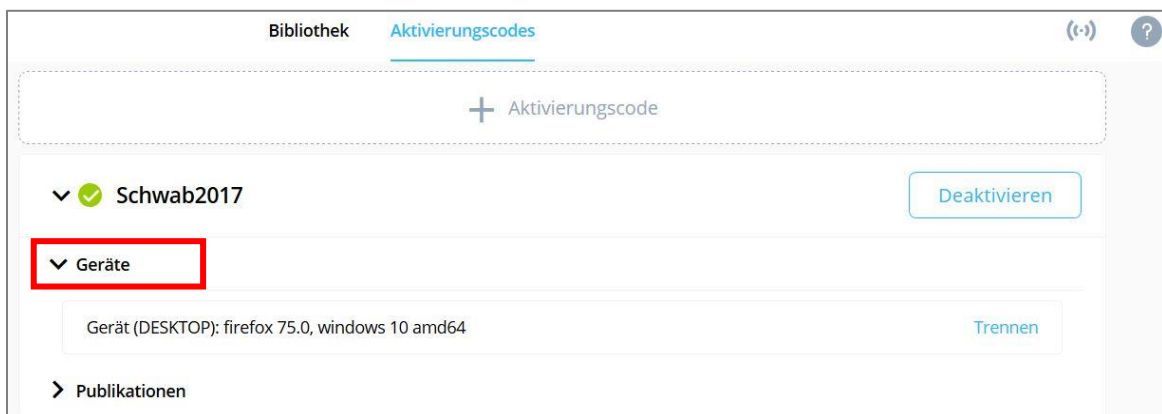 Bibliothek Aktivierungscodes ?
+ Aktivierungscode
Schwab2017 Deaktivieren
Geräte
Gerät (DESKTOP): firefox 75.0, windows 10 amd64 Trennen
Publikationen